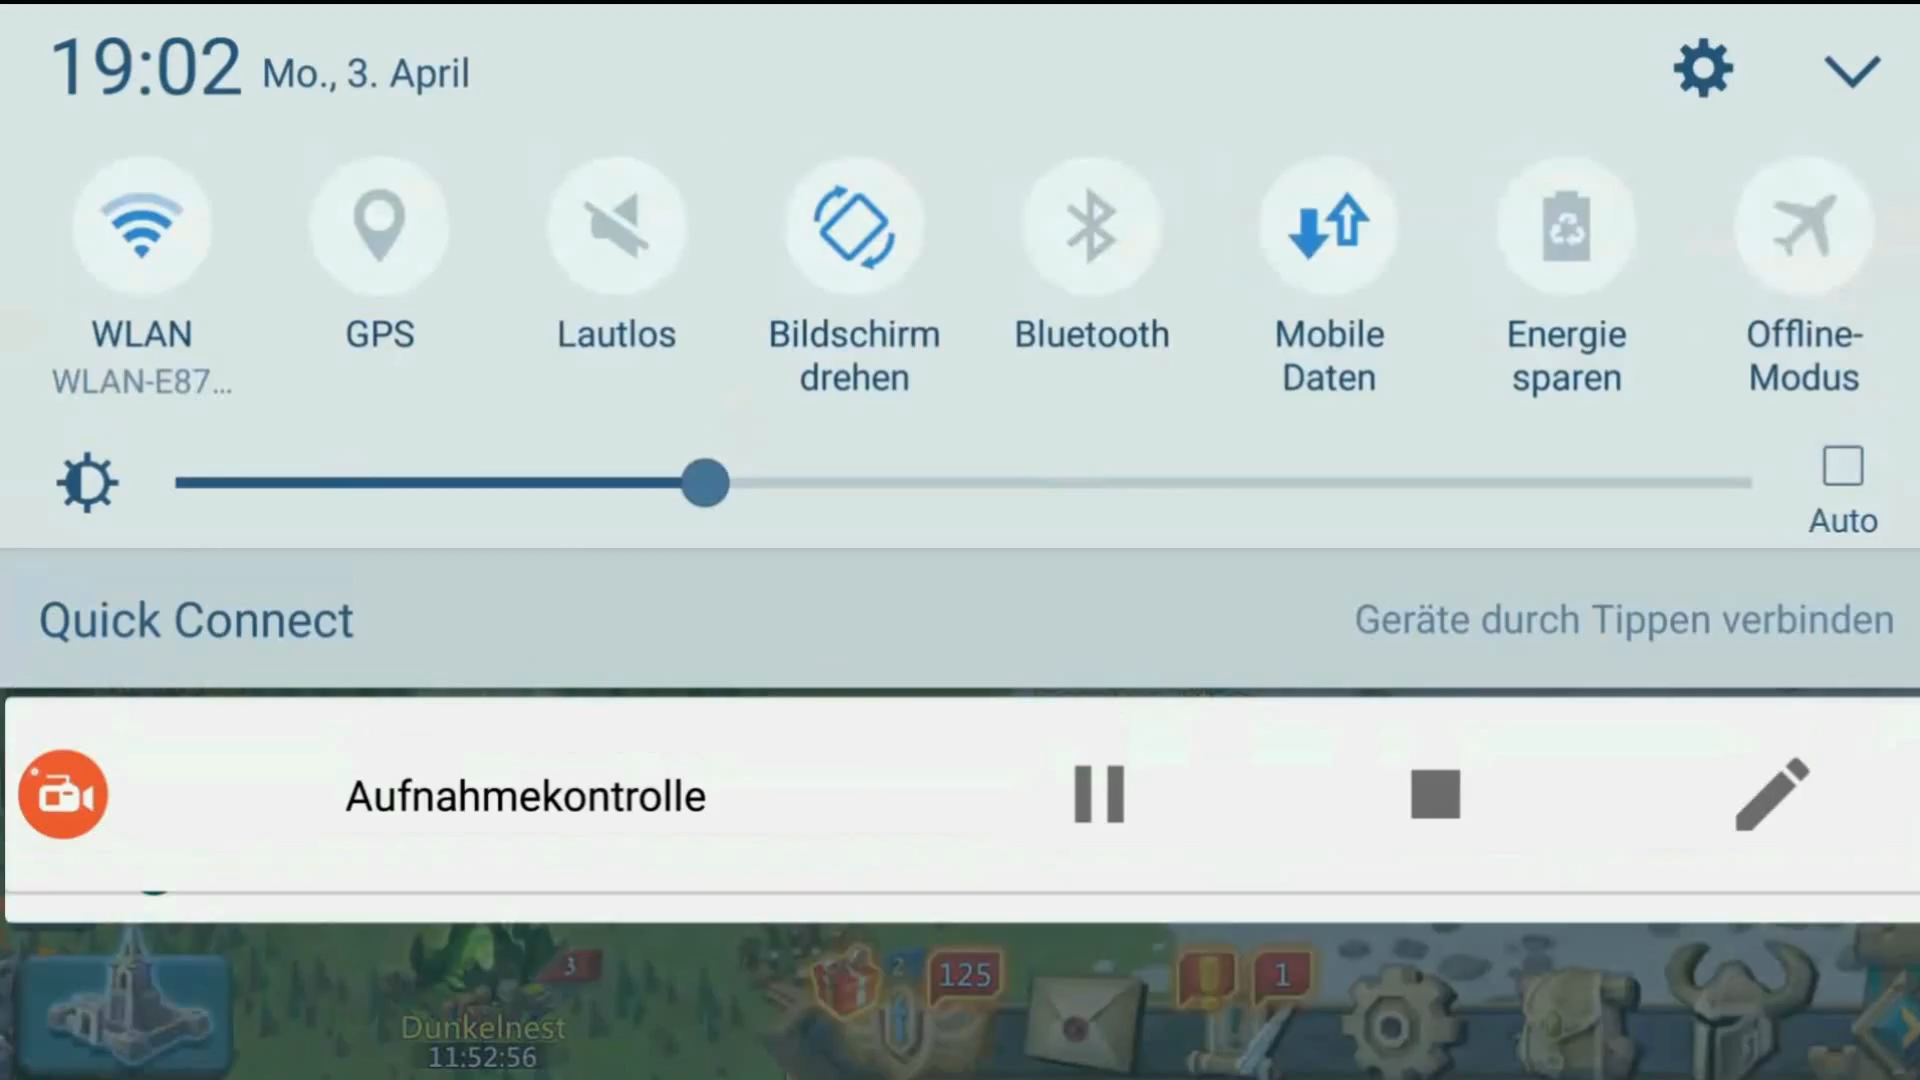 19:02 Mo., 3. April
WLAN
WLAN-E87...
GPS
Lautlos
Bildschirm
drehen
Bluetooth
Mobile
Daten
Energie
sparen
Offline-
Modus
Auto
Quick Connect
Geräte durch Tippen verbinden
Aufnahmekontrolle
3
2
125
1
Dunkelnest
11:52:56